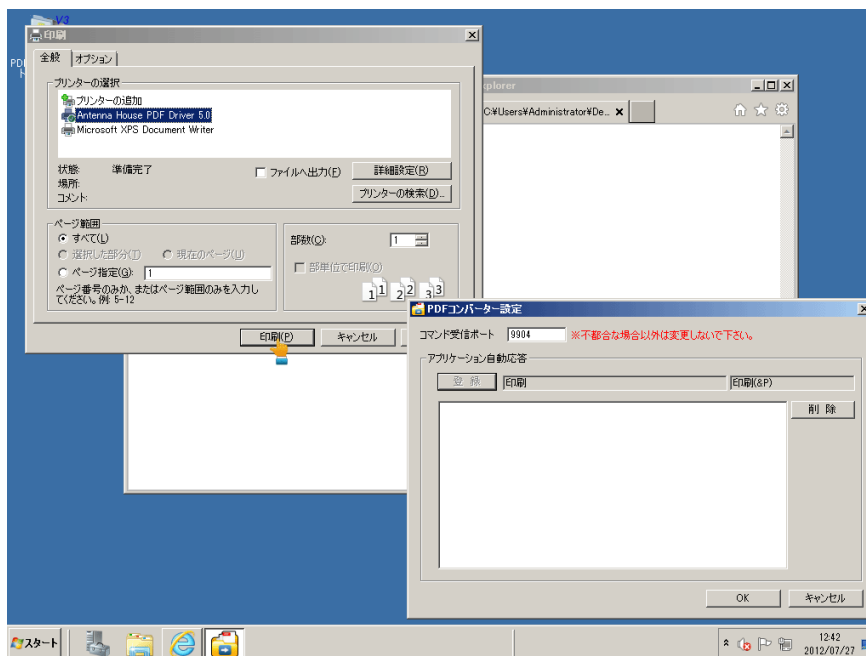 V3
印刷
全般
オプション
プリンターの選択
プリンターの追加
Antenna House PDF Driver 5.0
Microsoft XPS Document Writer
状態:
準備完了
場所:
コメント:
ファイルへ出力(F)
詳細設定(R)
プリンターの検索(D)...
ページ範囲
すべて(L)
選択した部分(T)
現在のページ(U)
ページ指定(G):
1
ページ番号のみか、またはページ範囲のみを入力し
てください。例: 5-12
部数(C):
1
部単位で印刷(O)
1 1 2 2 3 3
印刷(P)
キャンセル
PD
ト
xplorer
C:¥Users¥Administrator¥De...
PDFコンバーター設定
コマンド受信ポート
9904
※不都合な場合以外は変更しないで下さい。
アプリケーション自動応答
登 録
印刷
印刷(&P)
削 除
OK
キャンセル
スタート
12:42
2012/07/27